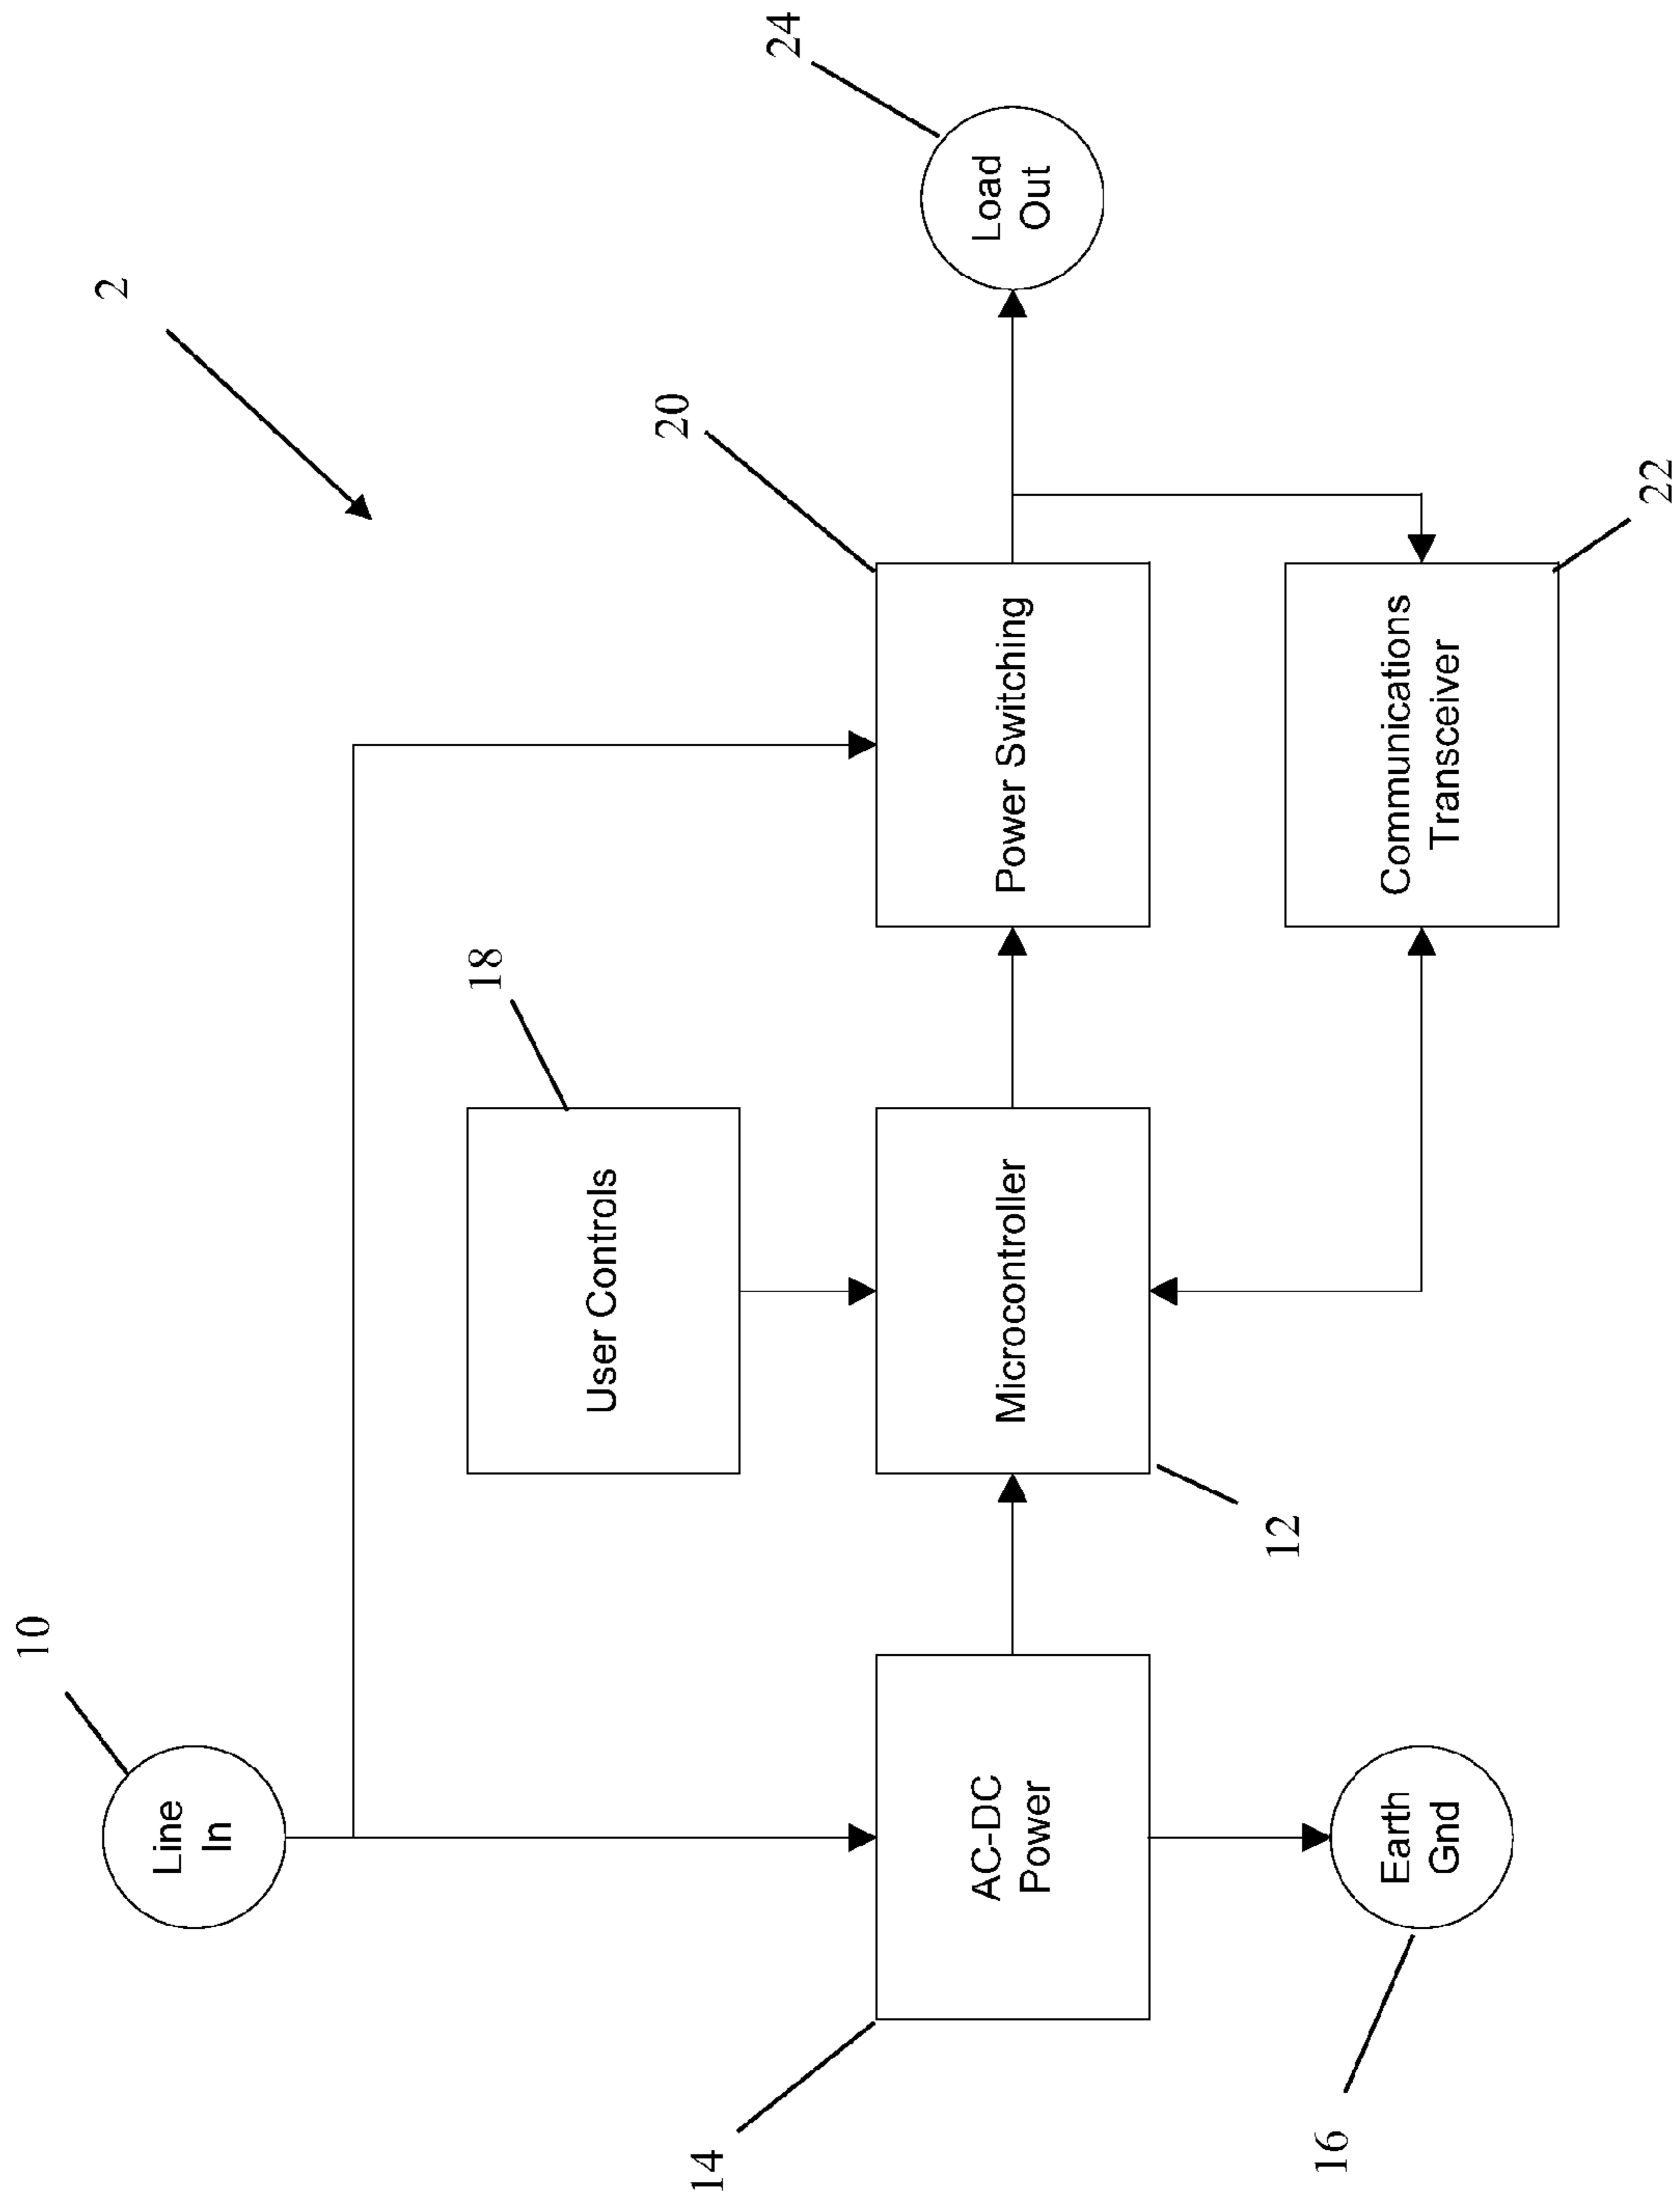 10
Line
In
2
18
User Controls
20
24
14
AC-DC
Power
Microcontroller
12
Power Switching
Load
Out
16
Earth
Gnd
Communications
Transceiver
22